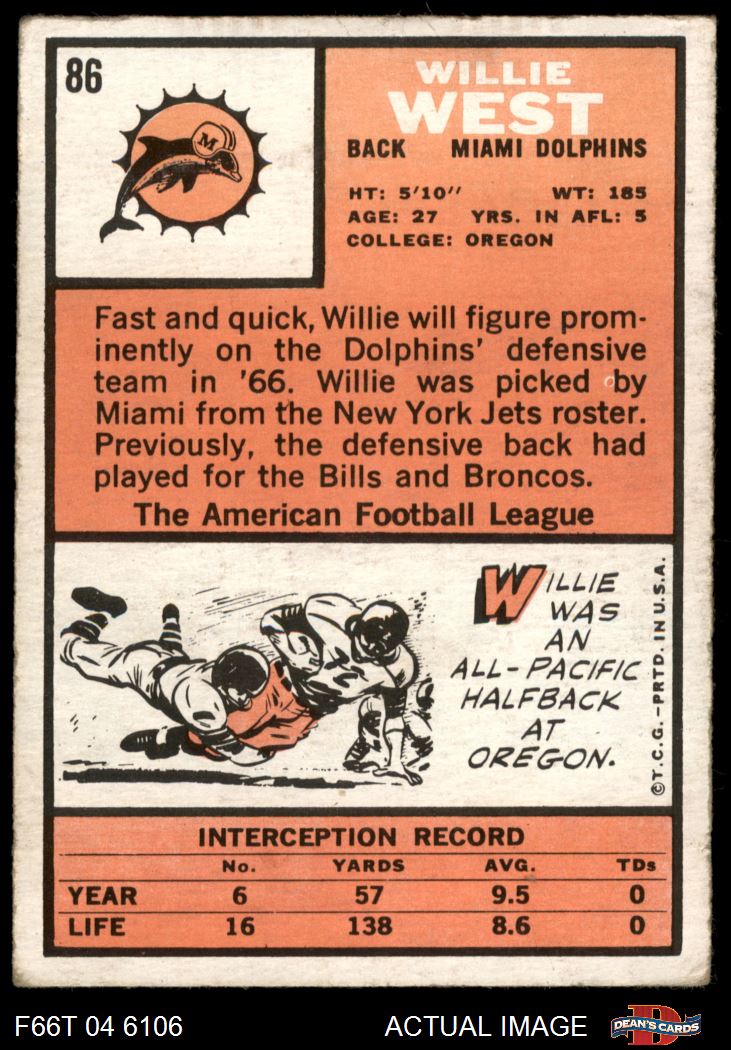 86
M
WILLIE
WEST
BACK MIAMI DOLPHINS
HT: 5'10'' WT: 185
AGE: 27 YRS. IN AFL: 5
COLLEGE: OREGON
Fast and quick, Willie will figure prom-
inently on the Dolphins' defensive
team in '66. Willie was picked by
Miami from the New York Jets roster.
Previously, the defensive back had
played for the Bills and Broncos.
The American Football League
WILLIE
WAS
AN
ALL-PACIFIC
HALFBACK
AT
OREGON.
©T.C.G.-PRTD. IN U.S.A.
INTERCEPTION RECORD
No. YARDS AVG. TDs
YEAR 6 57 9.5 0
LIFE 16 138 8.6 0
F66T 04 6106 ACTUAL IMAGE
D
DEAN'S CARDS